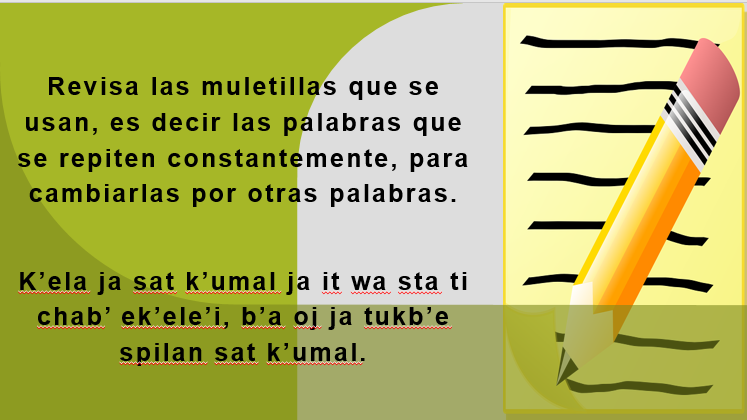 Revisa las muletillas que se
usan, es decir las palabras que
se repiten constantemente, para
cambiarlas por otras palabras.
K’ela ja sat k’umal ja it wa sta ti
chab’ ek’ele’i, b’a oj ja tukb’e
spilan sat k’umal.